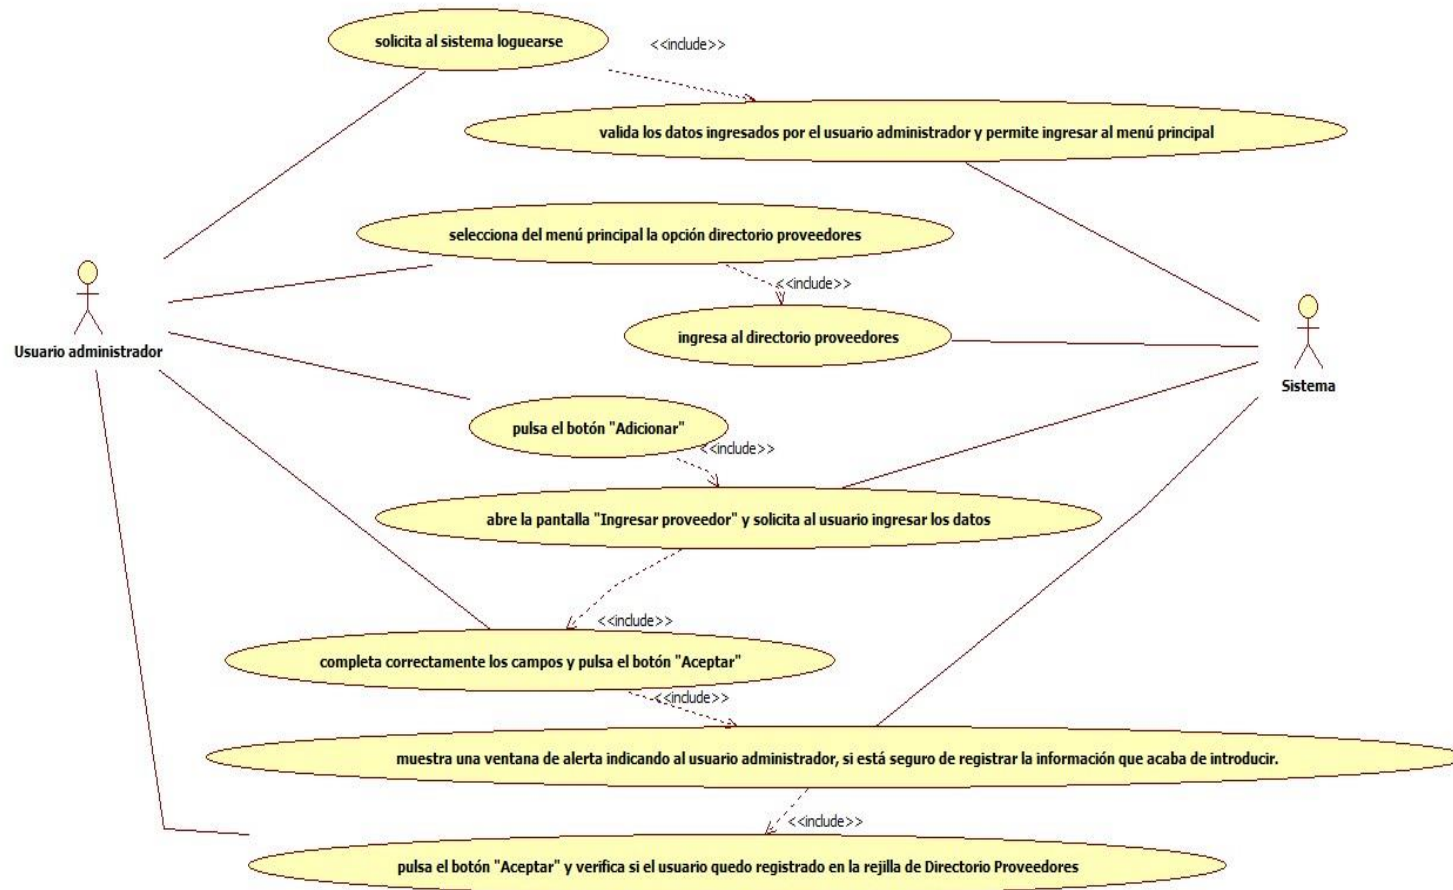 solicita al sistema loguearse
<<include>>
valida los datos ingresados por el usuario administrador y permite ingresar al menú principal
selecciona del menú principal la opción directorio proveedores
<<include>>
ingresa al directorio proveedores
Usuario administrador
Sistema
pulsa el botón "Adicionar"
<<include>>
abre la pantalla "Ingresar proveedor" y solicita al usuario ingresar los datos
<<include>>
completa correctamente los campos y pulsa el botón "Aceptar"
<<include>>
muestra una ventana de alerta indicando al usuario administrador, si está seguro de registrar la información que acaba de introducir.
<<include>>
pulsa el botón "Aceptar" y verifica si el usuario quedo registrado en la rejilla de Directorio Proveedores